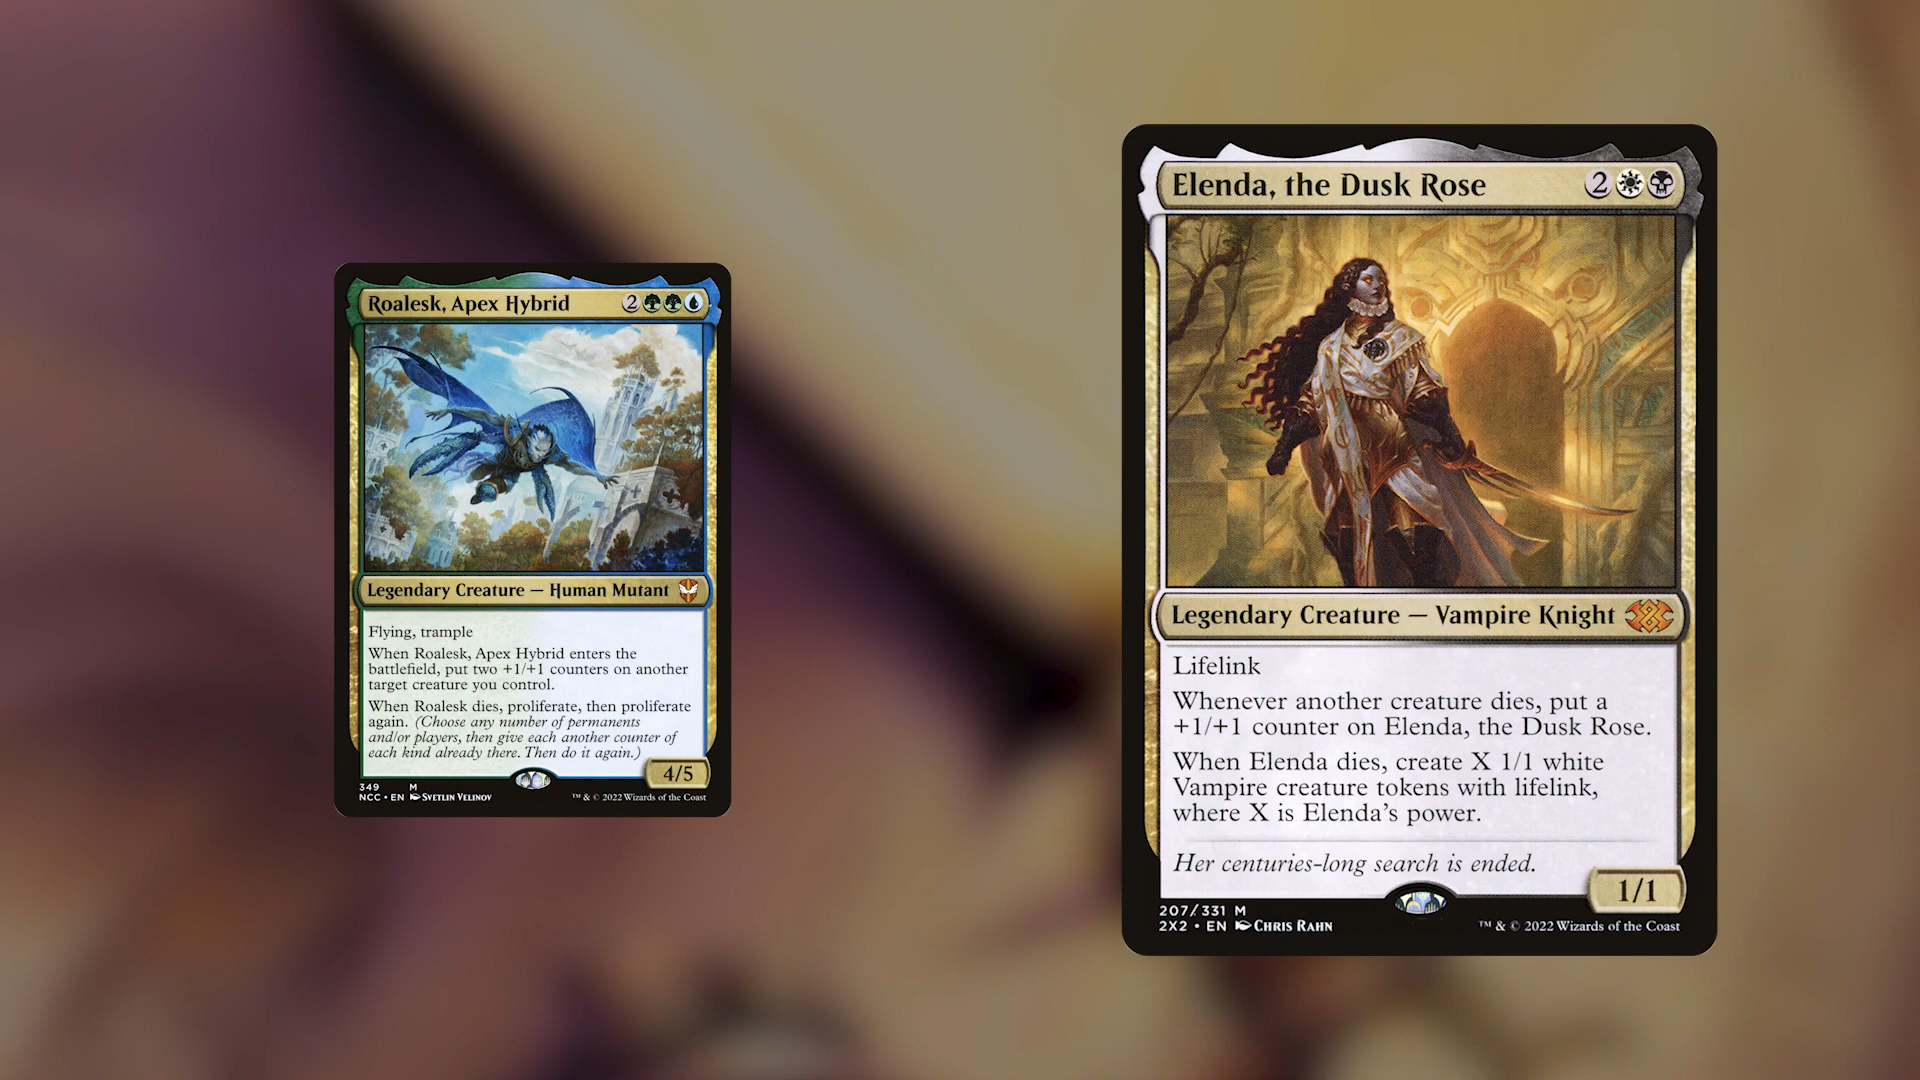 Roalesk, Apex Hybrid 2
Legendary Creature — Human Mutant
Flying, trample
When Roalesk, Apex Hybrid enters the
battlefield, put two +1/+1 counters on another
target creature you control.
When Roalesk dies, proliferate, then proliferate
again. (Choose any number of permanents
and/or players, then give each another counter of
each kind already there. Then do it again.)
4/5
349 M
NCC • EN Svetlin Velinov ™ & © 2022 Wizards of the Coast
Elenda, the Dusk Rose 2
Legendary Creature — Vampire Knight
Lifelink
Whenever another creature dies, put a
+1/+1 counter on Elenda, the Dusk Rose.
When Elenda dies, create X 1/1 white
Vampire creature tokens with lifelink,
where X is Elenda's power.
Her centuries-long search is ended.
1/1
207/331 M
2X2 • EN Chris Rahn ™ & © 2022 Wizards of the Coast